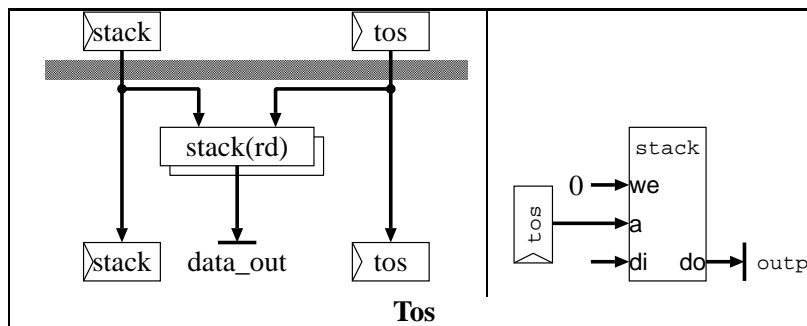 stack
tos
stack(rd)
stack
data_out
tos
stack
0
we
tos
a
di
do
outp
Tos